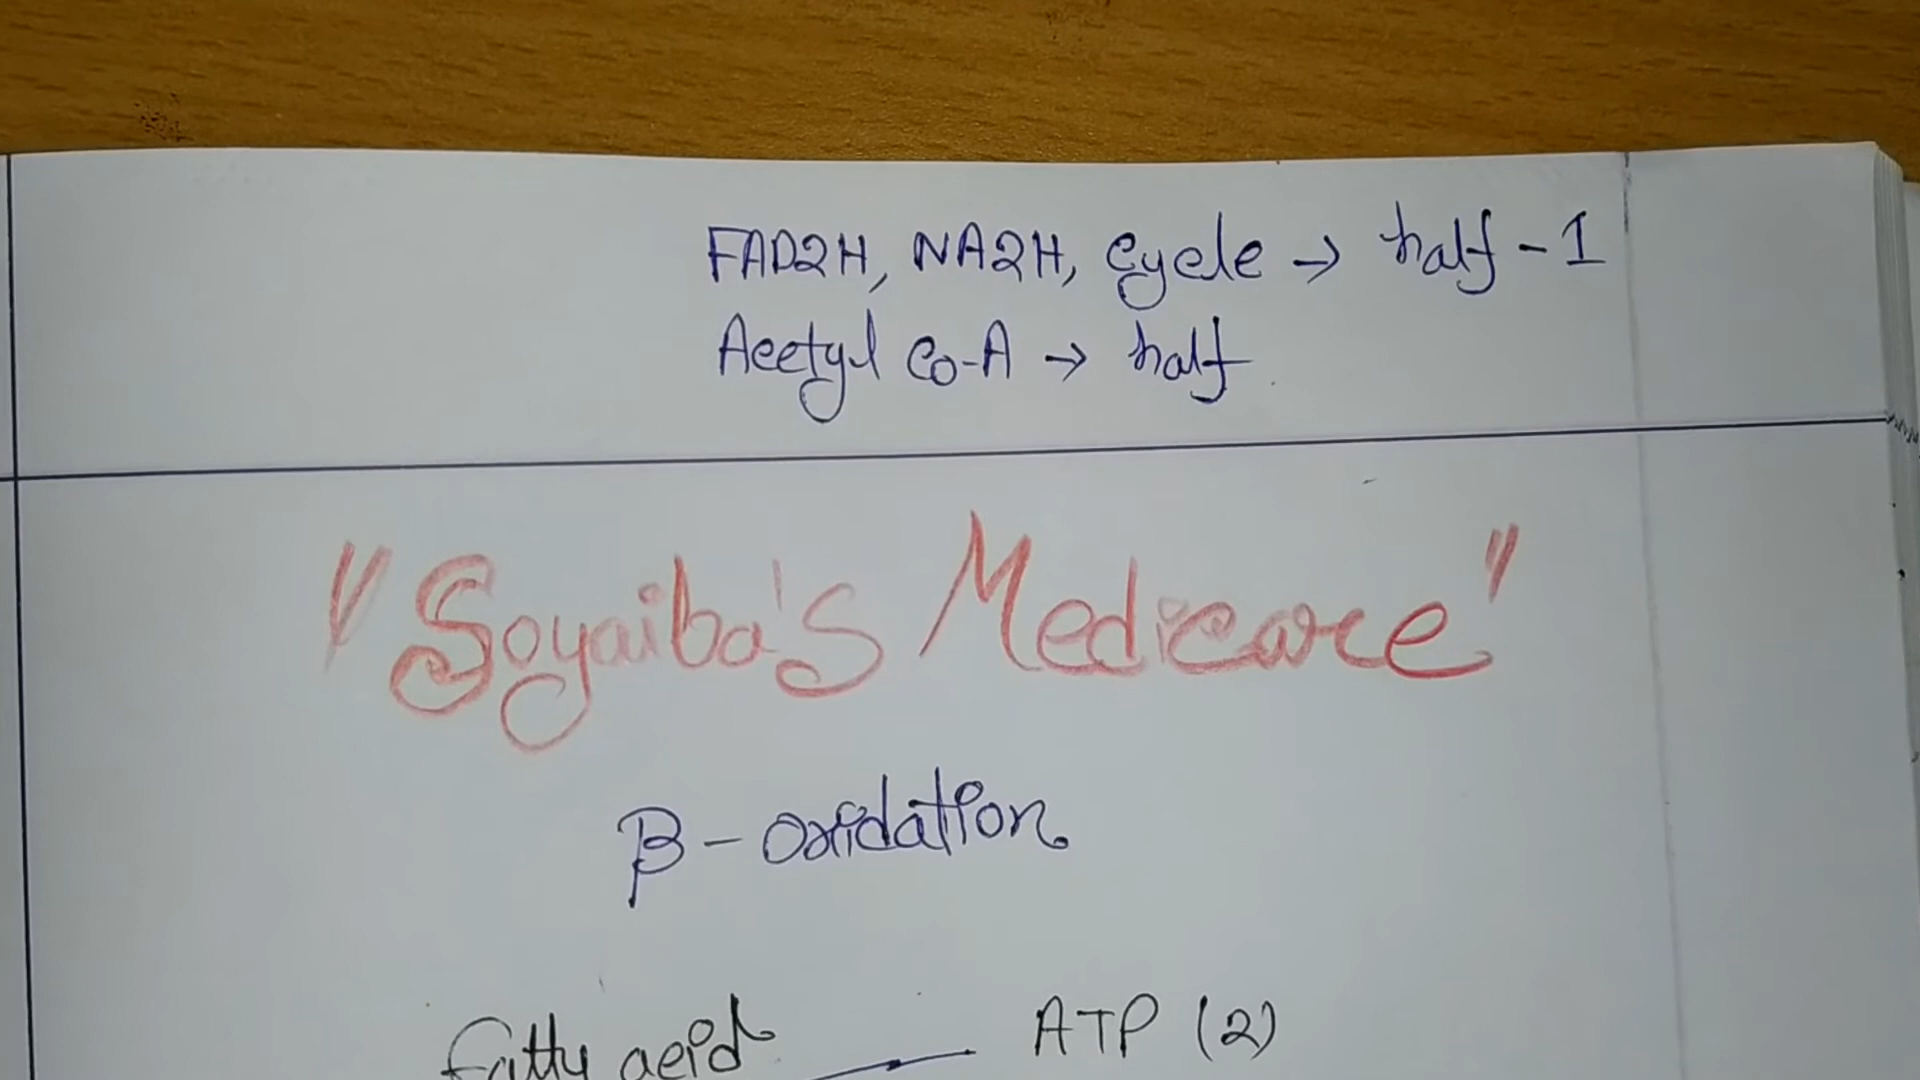 FAD2H, NA2H, Cycle → half - 1
Acetyl Co-A → half
"Soyaiba's Medicare"
β - oxidation
Fatty acid ATP (2)